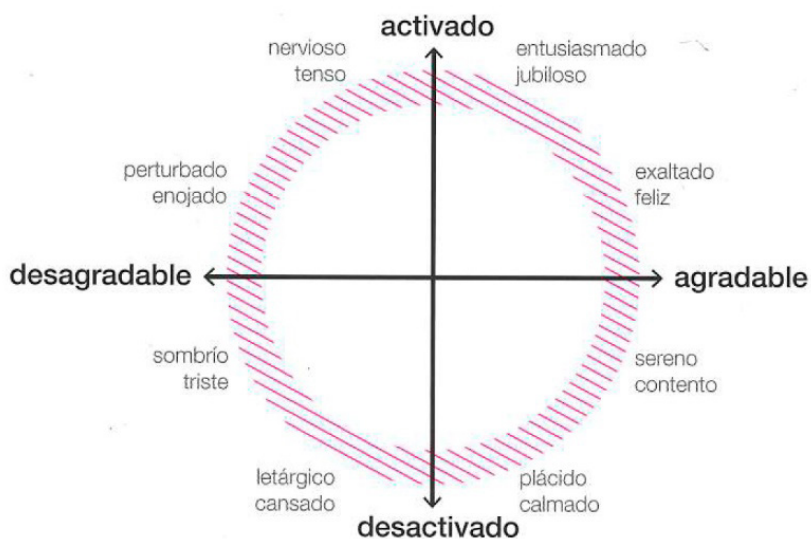 activado
nervioso
tenso
entusiasmado
jubiloso
perturbado
enojado
exaltado
feliz
desagradable
agradable
sombrío
triste
sereno
contento
letárgico
cansado
plácido
calmado
desactivado